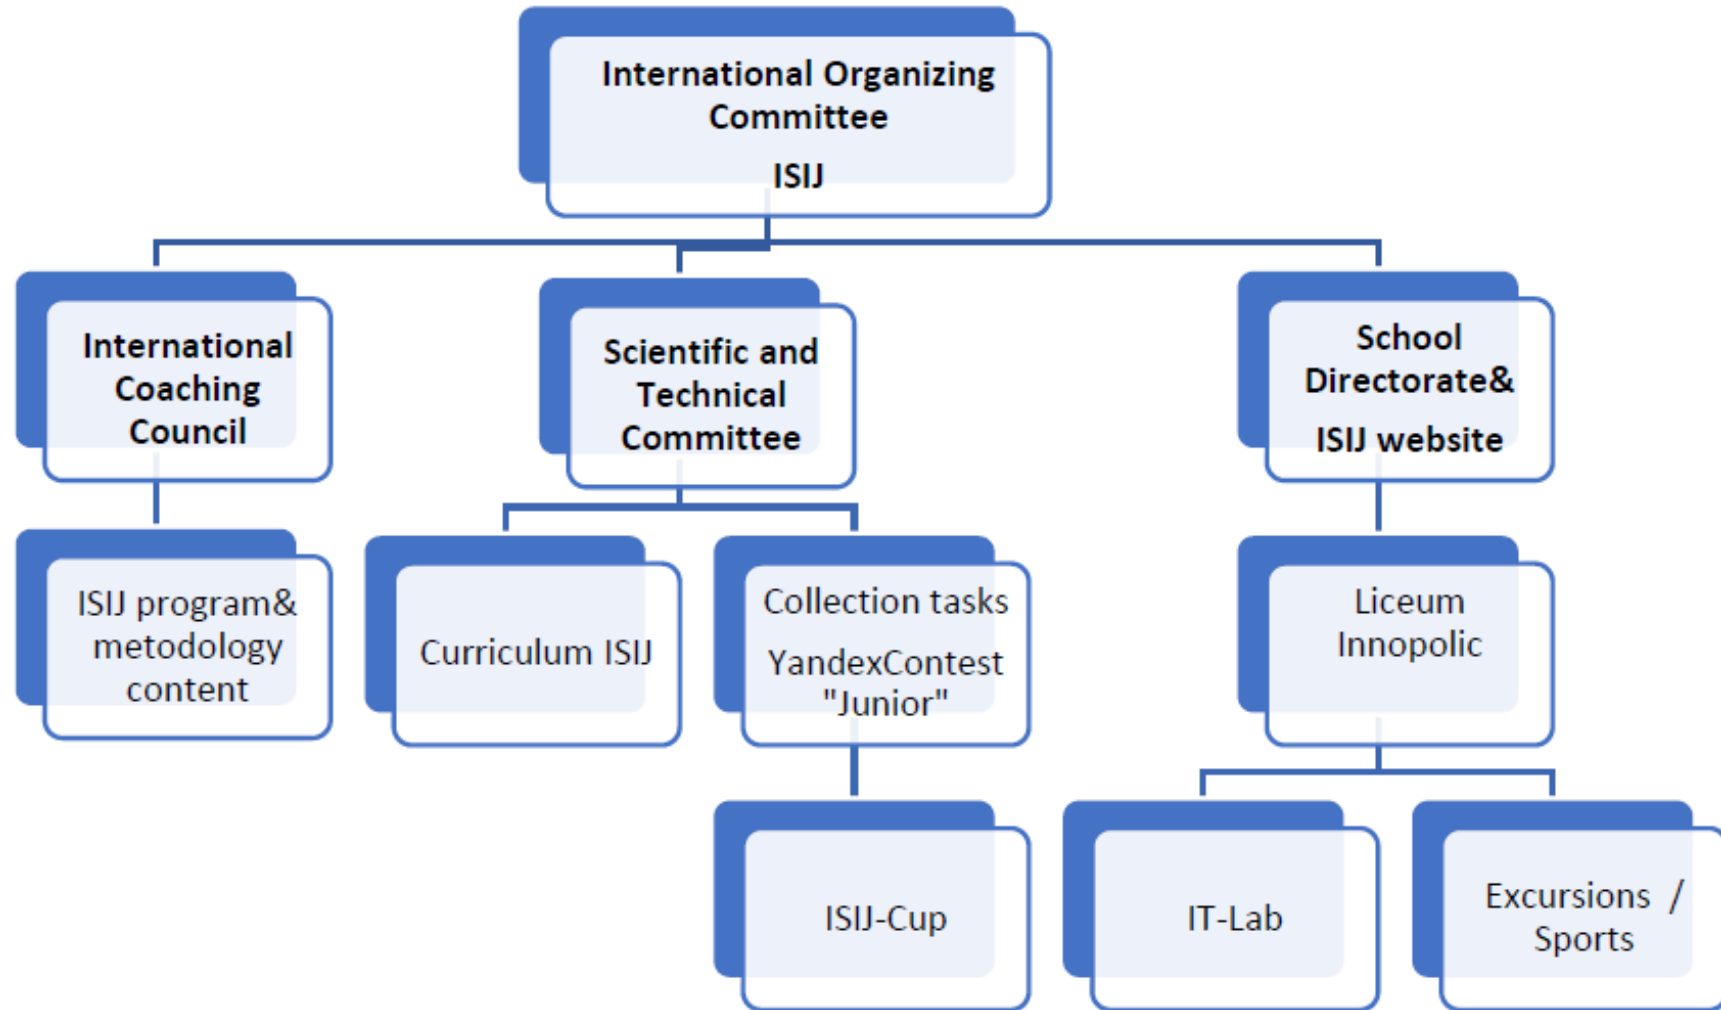 International Organizing
Committee
ISIJ
International
Coaching
Council
Scientific and
Technical
Committee
School
Directorate&
ISIJ website
ISIJ program&
metodology
content
Curriculum ISIJ
Collection tasks
YandexContest
"Junior"
Liceum
Innopolic
ISIJ-Cup
IT-Lab
Excursions /
Sports